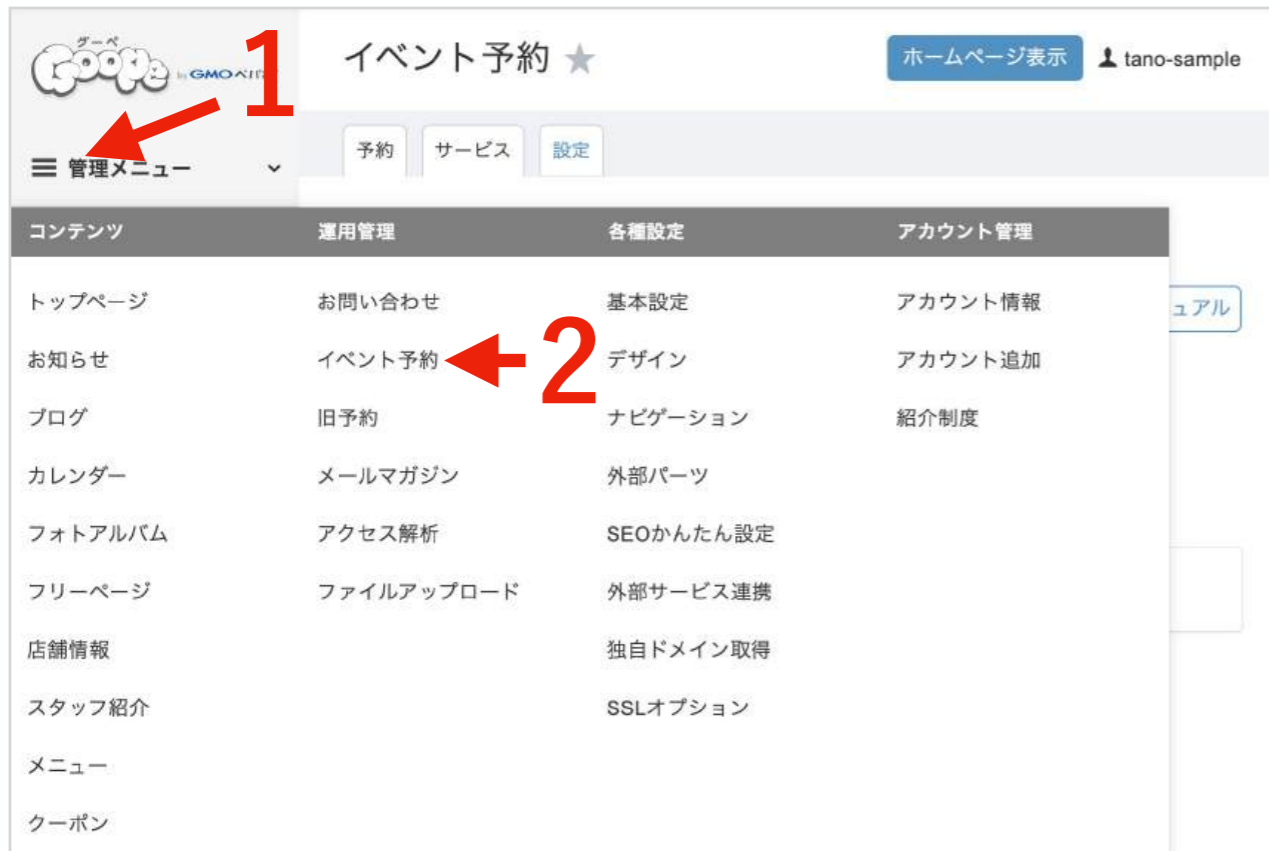 グーペ
Goope by GMOペパボ
1
イベント予約 ★
ホームページ表示
tano-sample
管理メニュー
予約
サービス
設定
コンテンツ
運用管理
各種設定
アカウント管理
トップページ
お問い合わせ
基本設定
アカウント情報
ュアル
お知らせ
イベント予約
2
デザイン
アカウント追加
ブログ
旧予約
ナビゲーション
紹介制度
カレンダー
メールマガジン
外部パーツ
フォトアルバム
アクセス解析
SEOかんたん設定
フリーページ
ファイルアップロード
外部サービス連携
店舗情報
独自ドメイン取得
スタッフ紹介
SSLオプション
メニュー
クーポン